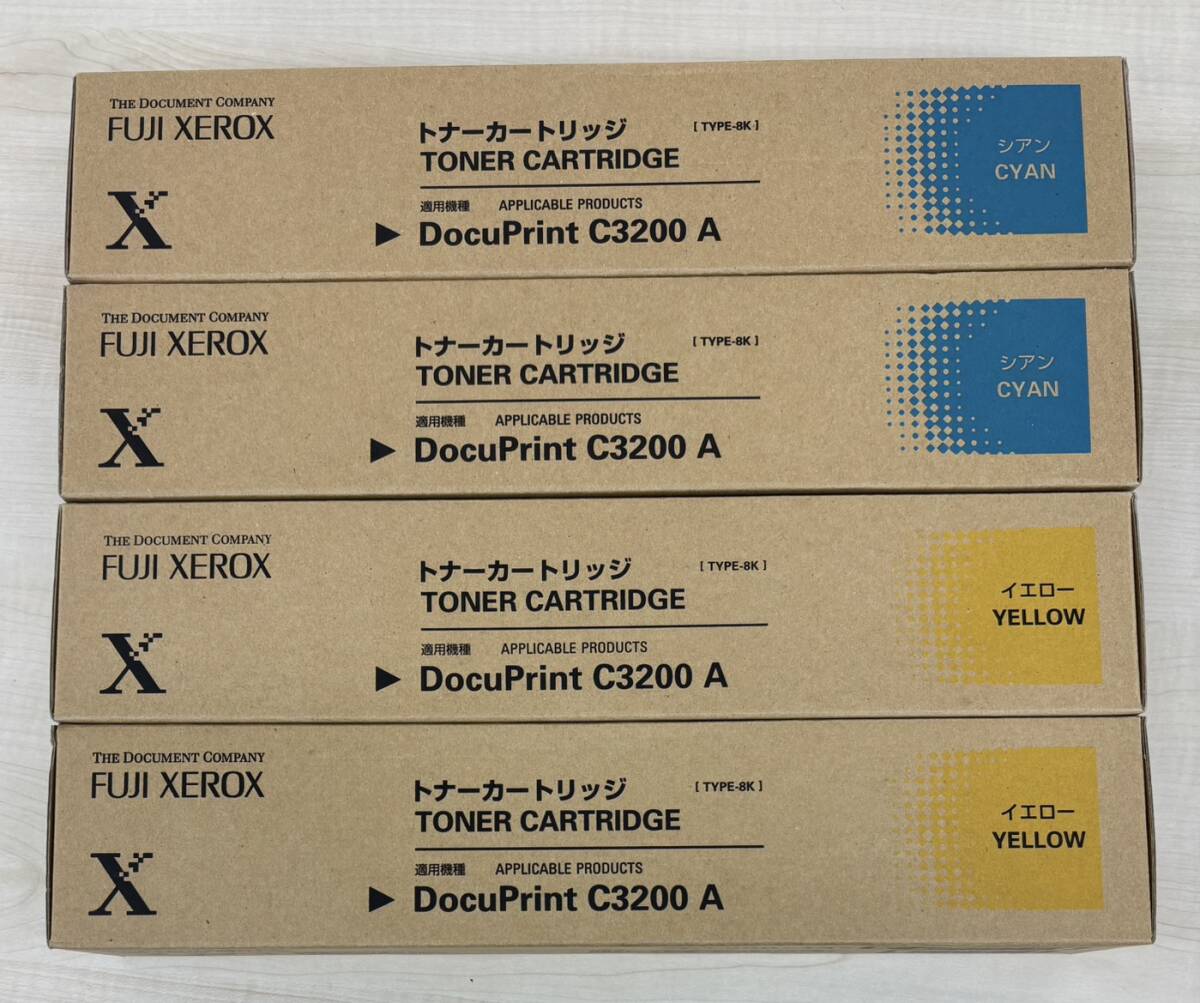 THE DOCUMENT COMPANY
FUJI XEROX
トナーカートリッジ [TYPE-8K]
TONER CARTRIDGE
適用機種 APPLICABLE PRODUCTS
▶ DocuPrint C3200 A
シアン
CYAN
THE DOCUMENT COMPANY
FUJI XEROX
トナーカートリッジ [TYPE-8K]
TONER CARTRIDGE
適用機種 APPLICABLE PRODUCTS
▶ DocuPrint C3200 A
シアン
CYAN
THE DOCUMENT COMPANY
FUJI XEROX
トナーカートリッジ [TYPE-8K]
TONER CARTRIDGE
適用機種 APPLICABLE PRODUCTS
▶ DocuPrint C3200 A
イエロー
YELLOW
THE DOCUMENT COMPANY
FUJI XEROX
トナーカートリッジ [TYPE-8K]
TONER CARTRIDGE
適用機種 APPLICABLE PRODUCTS
▶ DocuPrint C3200 A
イエロー
YELLOW